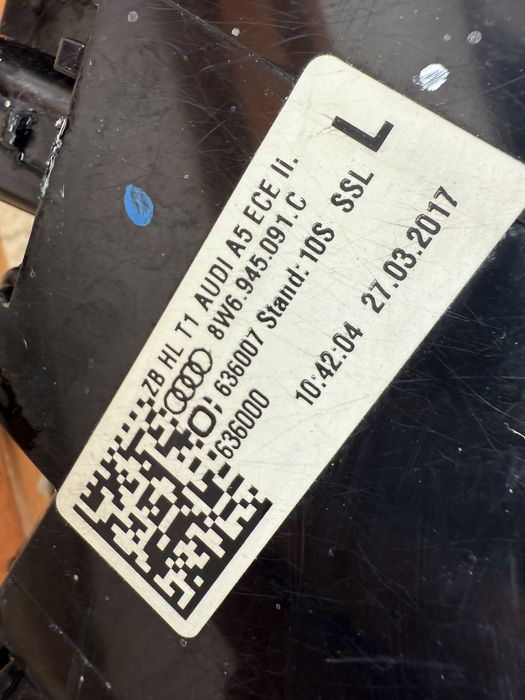 ZB HL T1 AUDI A5 ECE li.
8W6.945.091.C
636007 Stand: 10S SSL L
636000
10:42:04 27.03.2017